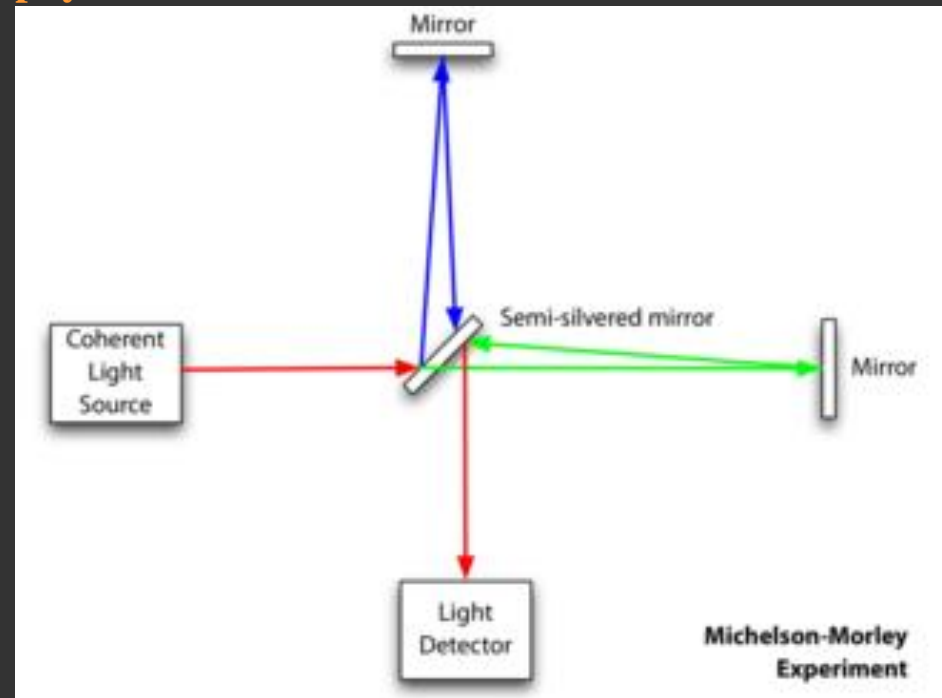 Mirror
Coherent
Light
Source
Semi-silvered mirror
Mirror
Light
Detector
Michelson-Morley
Experiment